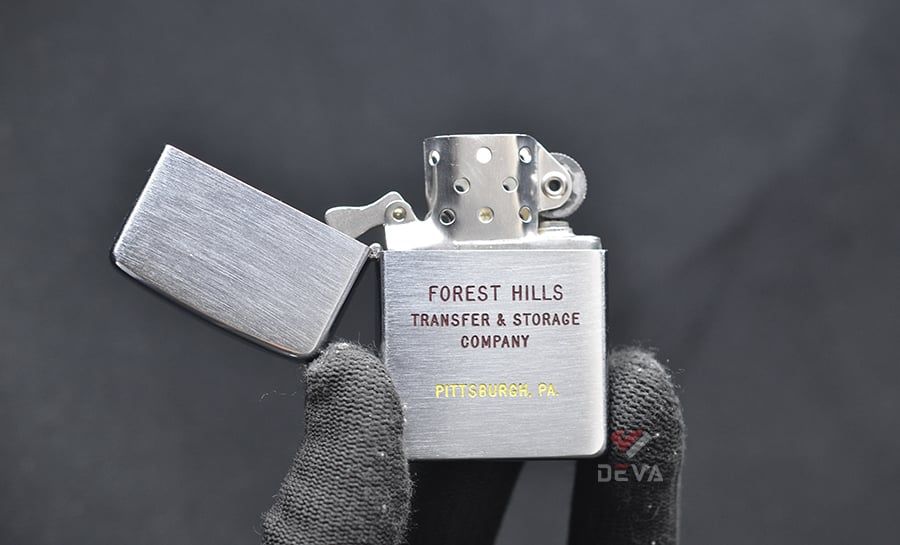 FOREST HILLS
TRANSFER & STORAGE
COMPANY
PITTSBURGH, PA.
DEVA